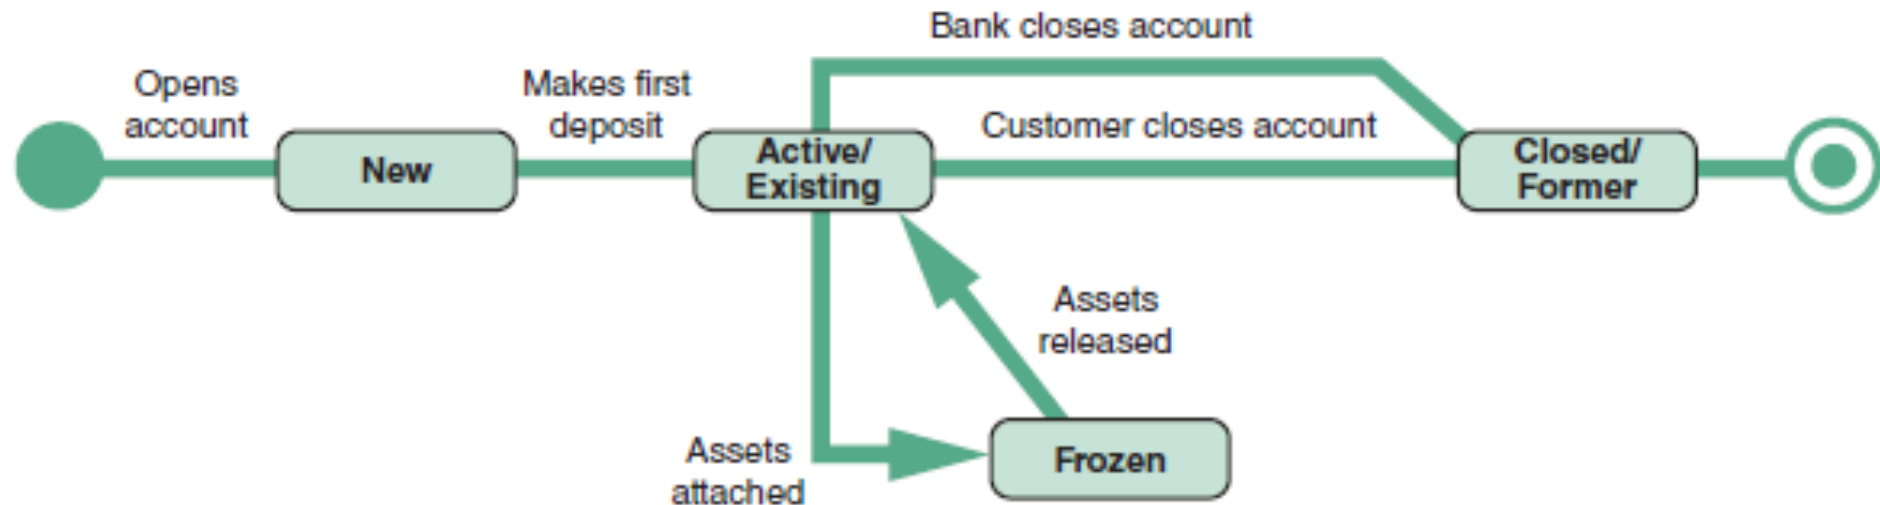 Bank closes account
Opens
account
Makes first
deposit
Customer closes account
New
Active/
Existing
Closed/
Former
Assets
released
Assets
attached
Frozen